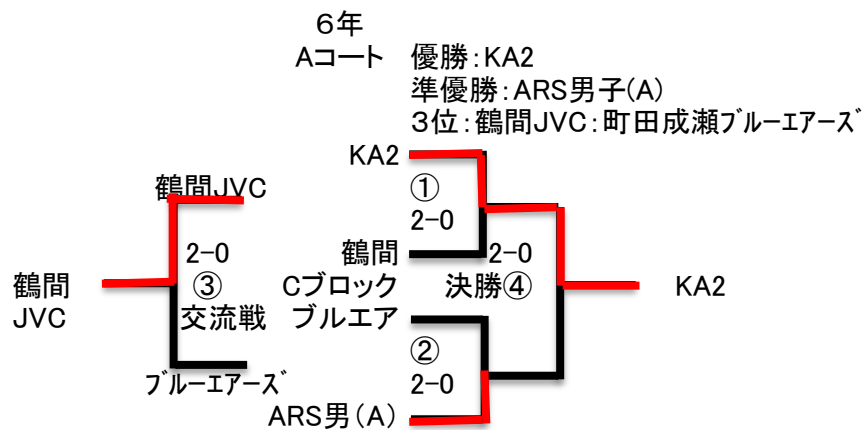 6年
Aコート
優勝:KA2
準優勝:ARS男子(A)
3位:鶴間JVC:町田成瀬ブルーエアーズ
KA2
鶴間JVC
①
2-0
鶴間
2-0
2-0
鶴間
JVC
③
Cブロック
決勝④
KA2
交流戦
ブルエア
②
2-0
ブルーエアーズ
ARS男(A)